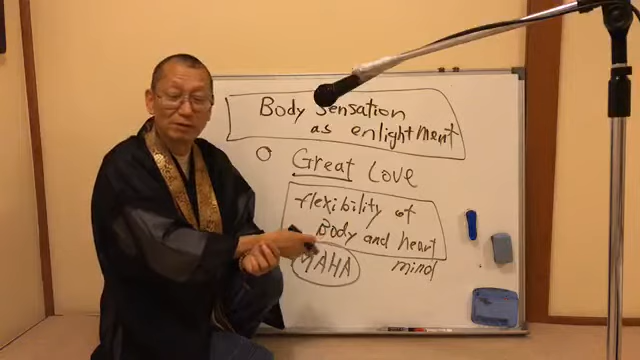 Body Sensation
as enlightment
Great Love
flexibility of
Body and heart
mind
MAHA